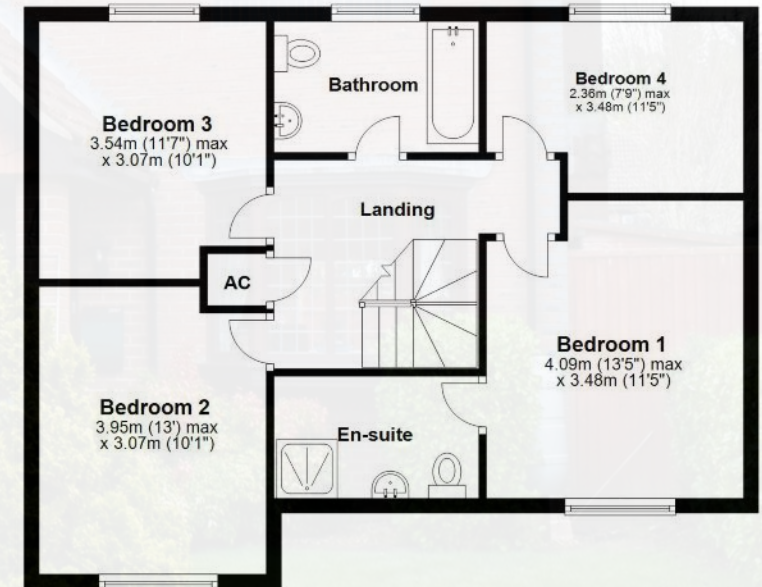 Bathroom
Bedroom 4
2.36m (7'9") max
x 3.48m (11'5")
Bedroom 3
3.54m (11'7") max
x 3.07m (10'1")
Landing
AC
Bedroom 1
4.09m (13'5") max
x 3.48m (11'5")
Bedroom 2
3.95m (13') max
x 3.07m (10'1")
En-suite